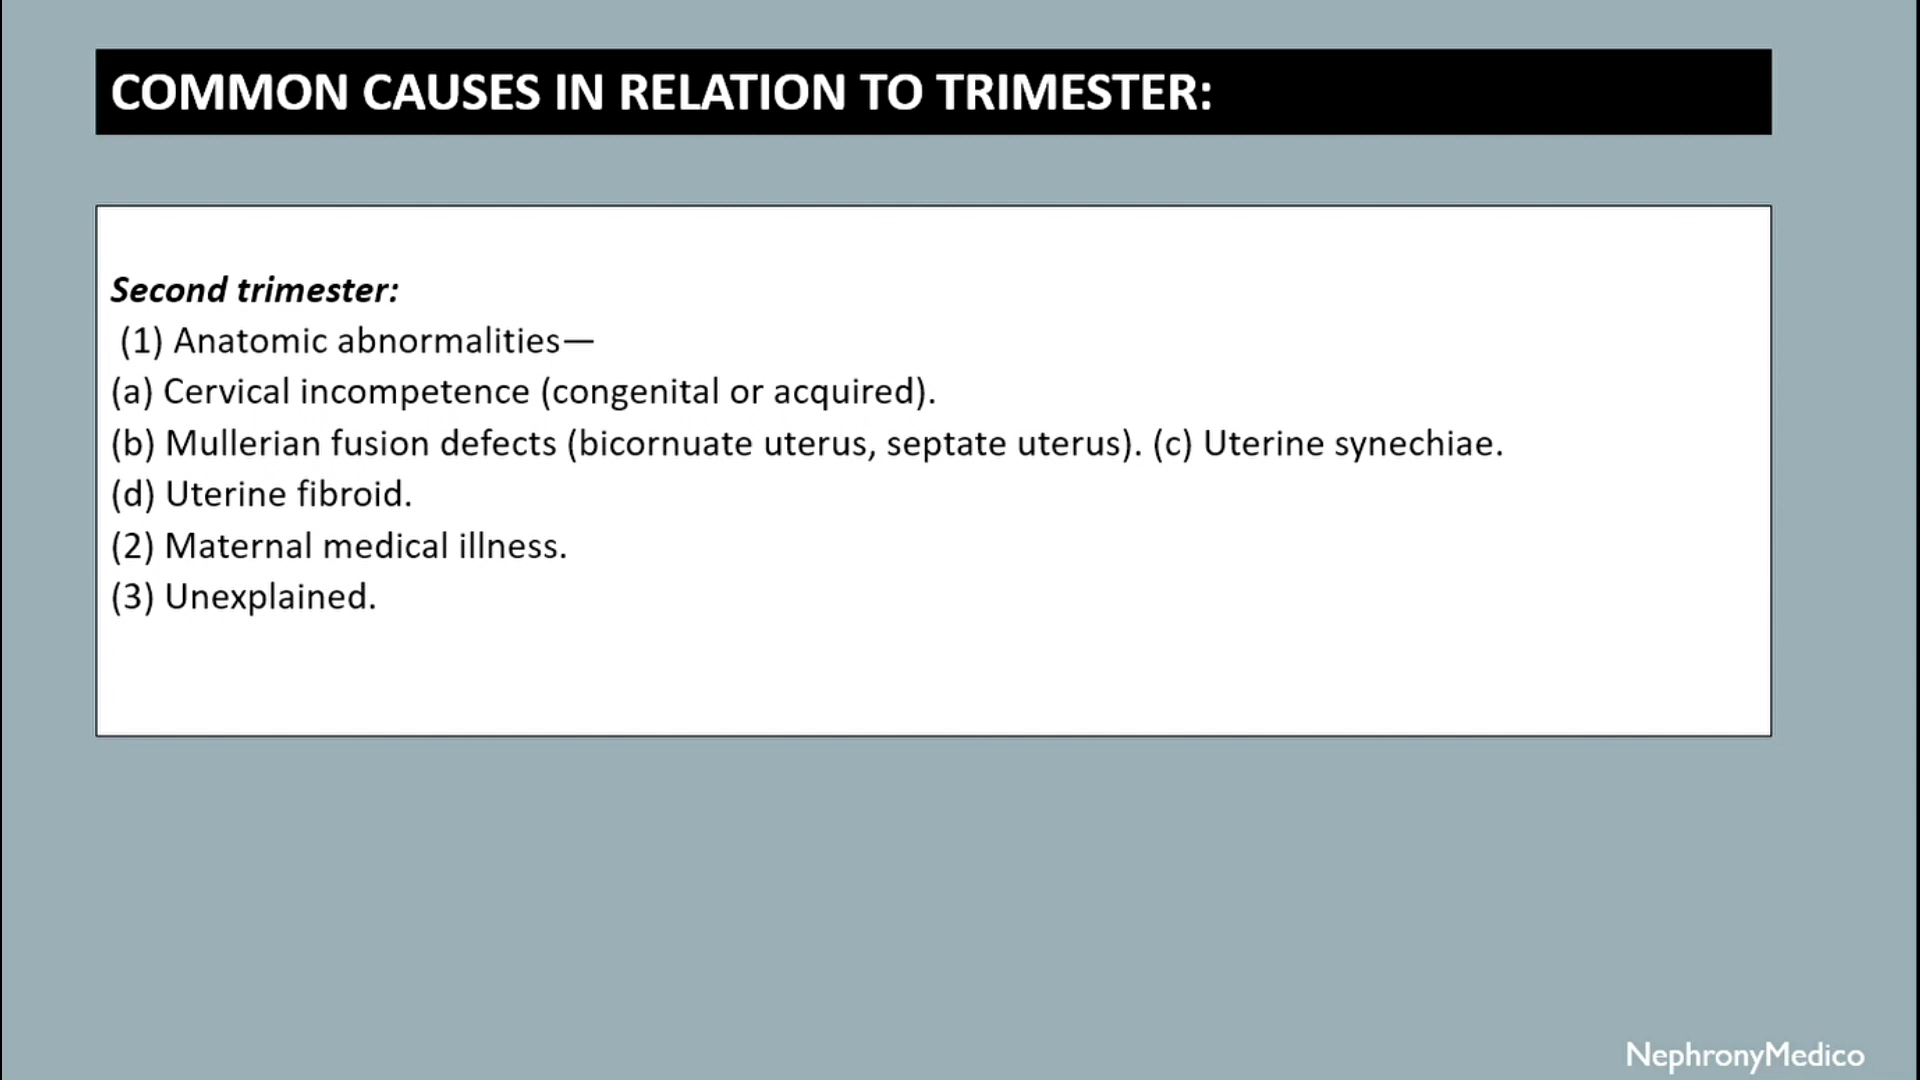 COMMON CAUSES IN RELATION TO TRIMESTER:
Second trimester:
(1) Anatomic abnormalities—
(a) Cervical incompetence (congenital or acquired).
(b) Mullerian fusion defects (bicornuate uterus, septate uterus). (c) Uterine synechiae.
(d) Uterine fibroid.
(2) Maternal medical illness.
(3) Unexplained.
NephronyMedico